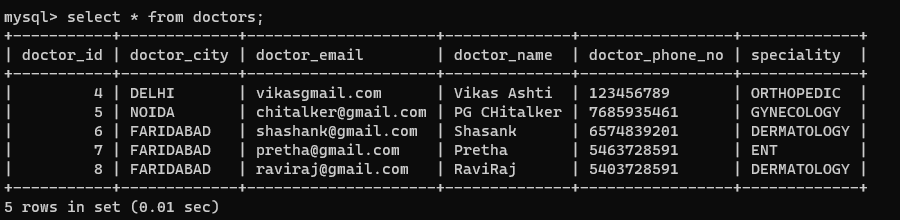 mysql> select * from doctors;
+-----------+-------------+---------------------+--------------+-----------------+-------------+
| doctor_id | doctor_city | doctor_email        | doctor_name  | doctor_phone_no | speciality  |
+-----------+-------------+---------------------+--------------+-----------------+-------------+
|         4 | DELHI       | vikasgmail.com      | Vikas Ashti  | 123456789       | ORTHOPEDIC  |
|         5 | NOIDA       | chitalker@gmail.com | PG CHitalker | 7685935461      | GYNECOLOGY  |
|         6 | FARIDABAD   | shashank@gmail.com  | Shasank      | 6574839201      | DERMATOLOGY |
|         7 | FARIDABAD   | pretha@gmail.com    | Pretha       | 5463728591      | ENT         |
|         8 | FARIDABAD   | raviraj@gmail.com   | RaviRaj      | 5403728591      | DERMATOLOGY |
+-----------+-------------+---------------------+--------------+-----------------+-------------+
5 rows in set (0.01 sec)